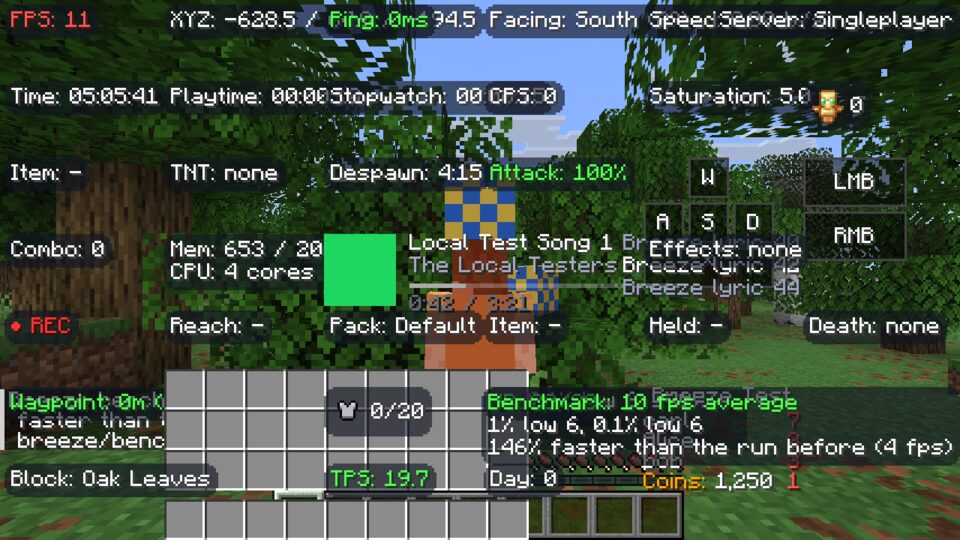 FPS: 11
XYZ: -628.5 /
Ping: 0ms
94.5
Facing: South
Speed
Server: Singleplayer
Time: 05:05:41
Playtime: 00:00
Stopwatch: 00
CPS: 0
Saturation: 5.0
0
Item: -
TNT: none
Despawn: 4:15
Attack: 100%
W
LMB
A S D
RMB
Combo: 0
Mem: 653 / 20
CPU: 4 cores
Local Test Song 1
The Local Testers
0:42 / 3:21
Effects: none
Breeze lyric
Breeze lyric 44
• REC
Reach: -
Pack: Default
Item: -
Held: -
Death: none
Waypoint: 0m
faster than
breeze/benc
0/20
Benchmark: 10 fps average
1% low 6, 0.1% low 6
146% faster than the run before (4 fps)
Breeze Test
Block: Oak Leaves
TPS: 19.7
Day: 0
Coins: 1,250
1